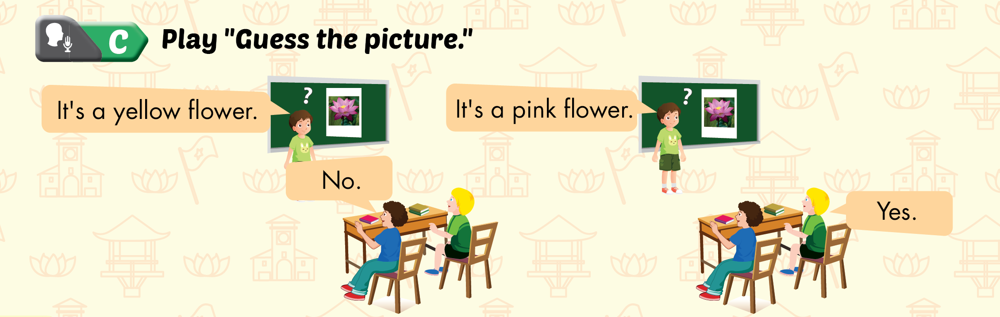 C Play "Guess the picture."
It's a yellow flower.
?
No.
It's a pink flower.
?
Yes.